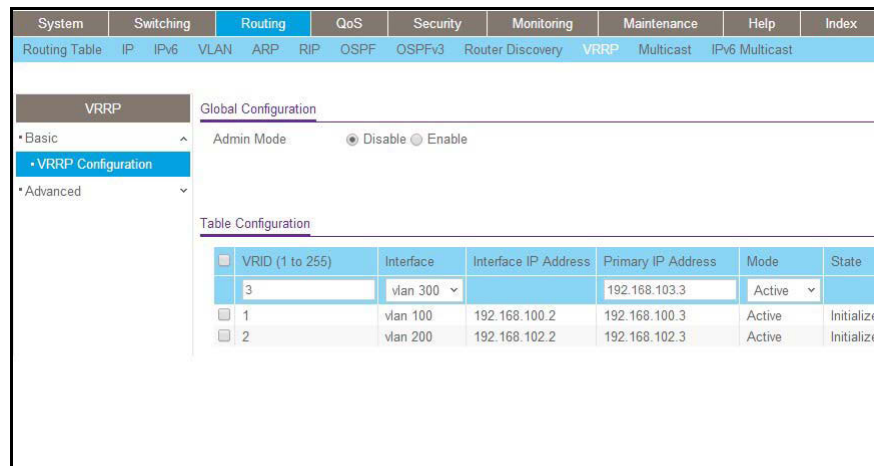 System Switching Routing QoS Security Monitoring Maintenance Help Index
Routing Table IP IPv6 VLAN ARP RIP OSPF OSPFv3 Router Discovery VRRP Multicast IPv6 Multicast
VRRP
Basic
VRRP Configuration
Advanced
Global Configuration
Admin Mode Disable Enable
Table Configuration
VRID (1 to 255) Interface Interface IP Address Primary IP Address Mode State
3 vlan 300 192.168.103.3 Active
1 vlan 100 192.168.100.2 192.168.100.3 Active Initialize
2 vlan 200 192.168.102.2 192.168.102.3 Active Initialize